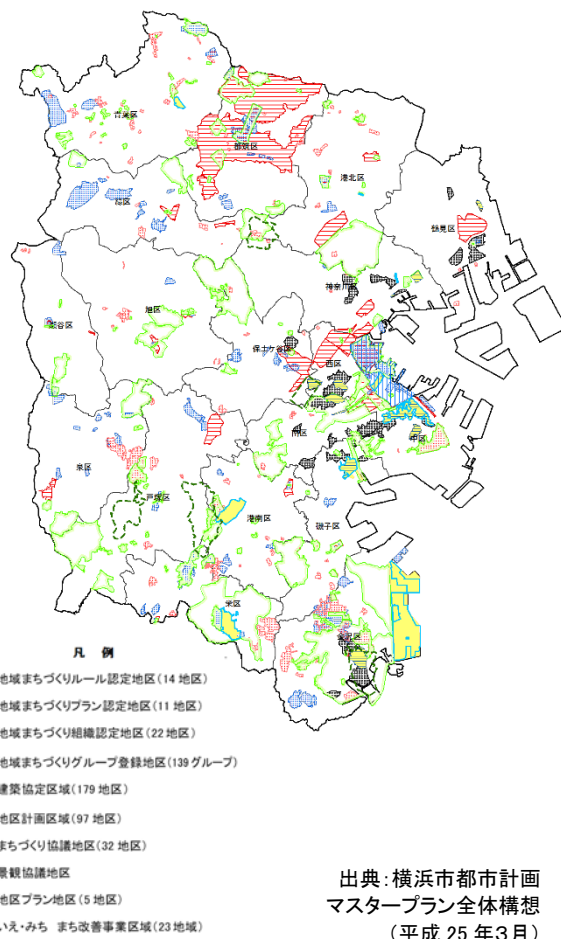 青葉区
都筑区
港北区
緑区
鶴見区
神奈川区
旭区
瀬谷区
保土ケ谷区
西区
南区
中区
泉区
戸塚区
港南区
磯子区
栄区
金沢区
凡 例
地域まちづくりルール認定地区(14 地区)
地域まちづくりプラン認定地区(11 地区)
地域まちづくり組織認定地区(22 地区)
地域まちづくりグループ登録地区(139 グループ)
建築協定区域(179 地区)
地区計画区域(97 地区)
まちづくり協議地区(32 地区)
景観協議地区
地区プラン地区(5 地区)
いえ・みち まち改善事業区域(23 地域)
出典:横浜市都市計画
マスタープラン全体構想
(平成 25 年3月)